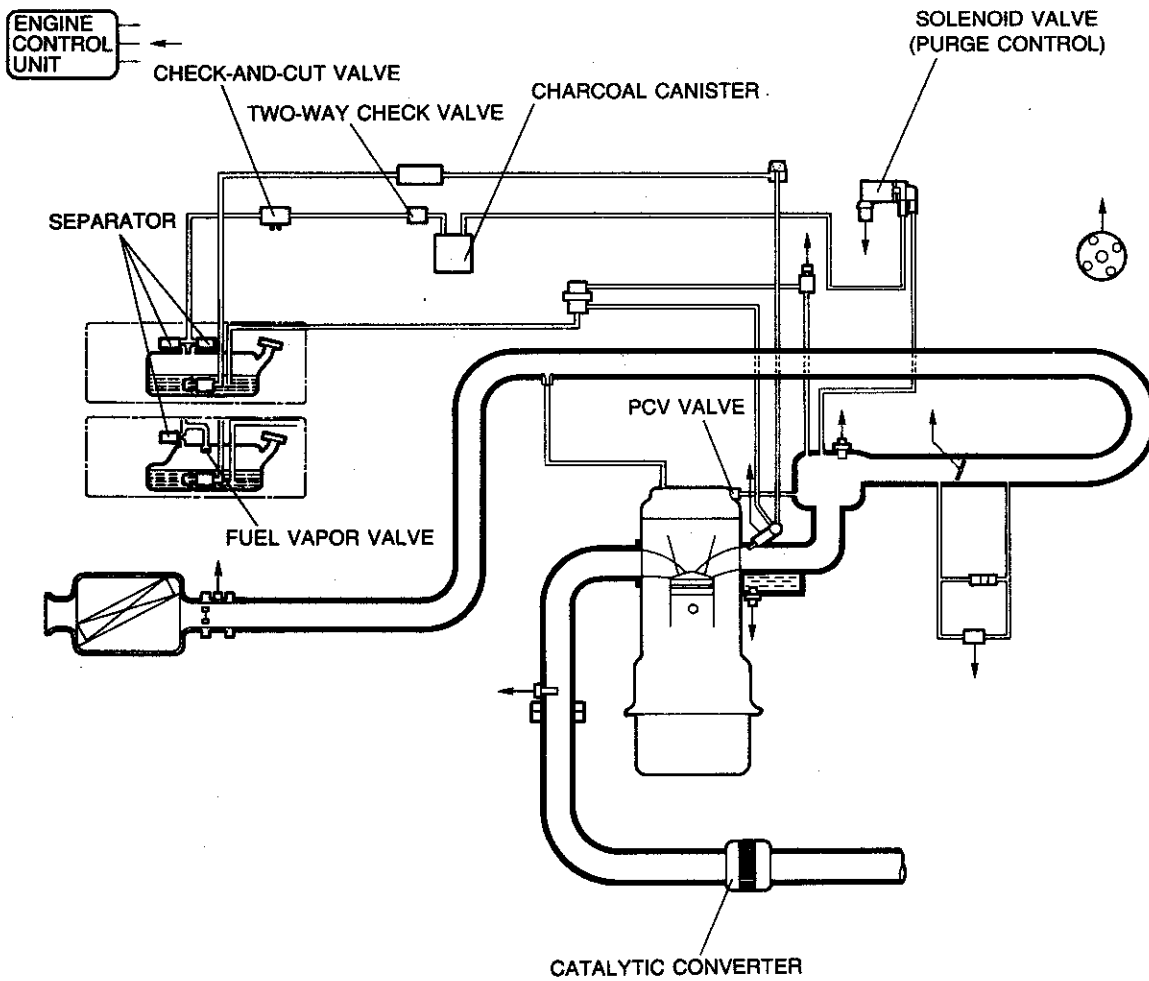 ENGINE
CONTROL
UNIT
SOLENOID VALVE
(PURGE CONTROL)
CHECK-AND-CUT VALVE
CHARCOAL CANISTER
TWO-WAY CHECK VALVE
SEPARATOR
PCV VALVE
FUEL VAPOR VALVE
CATALYTIC CONVERTER